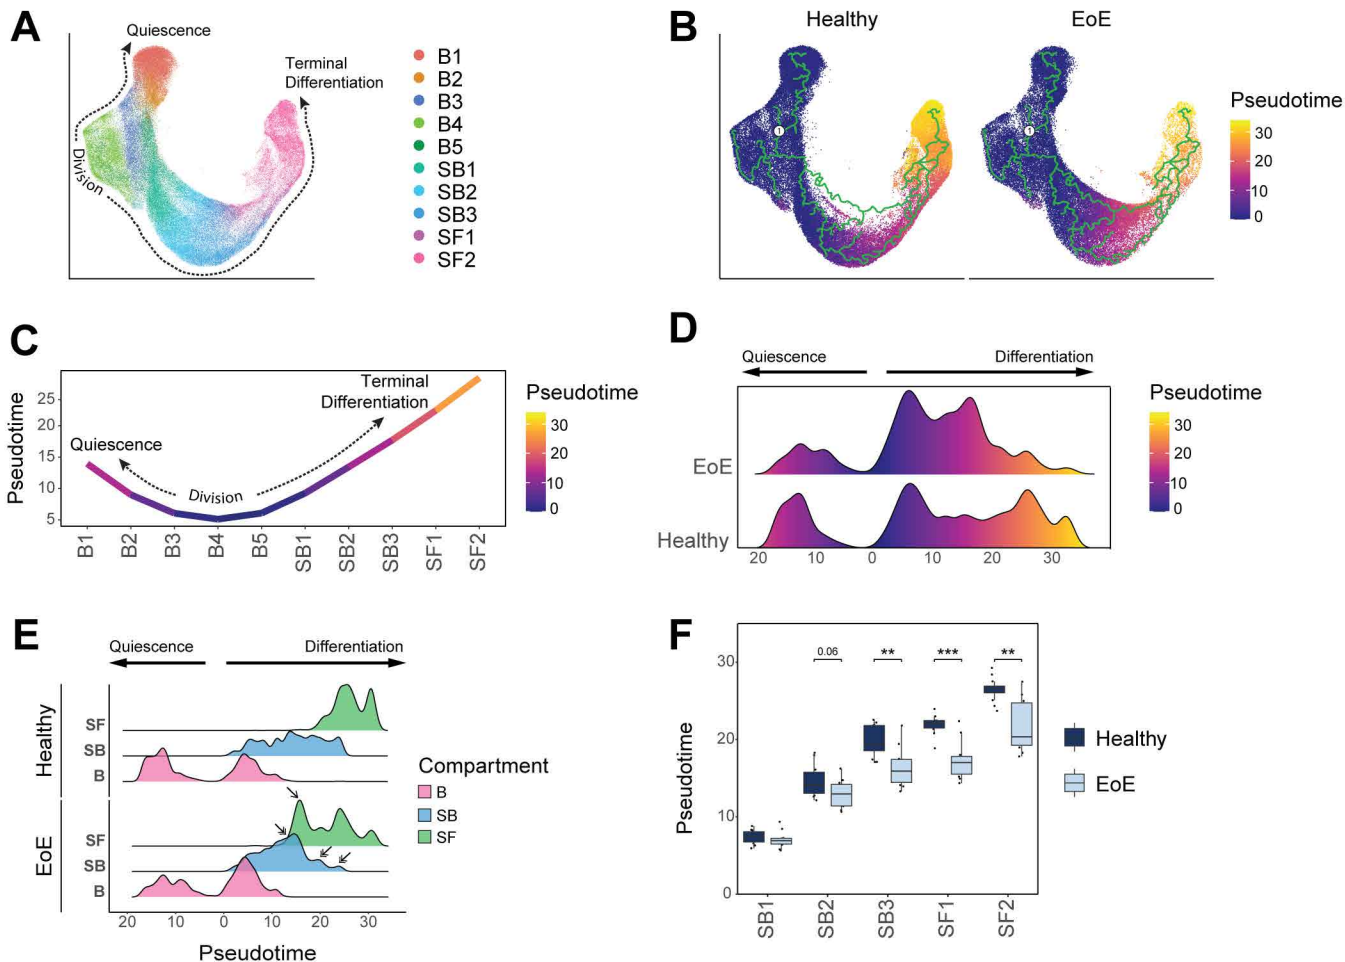 A
Quiescence
Terminal
Differentiation
Division
B1
B2
B3
B4
B5
SB1
SB2
SB3
SF1
SF2
B
Healthy
EoE
1
1
Pseudotime
30
20
10
0
C
Pseudotime
25
20
15
10
5
Quiescence
Division
Terminal
Differentiation
B1
B2
B3
B4
B5
SB1
SB2
SB3
SF1
SF2
Pseudotime
30
20
10
0
D
Quiescence
Differentiation
EoE
Healthy
20
10
0
10
20
30
Pseudotime
30
20
10
0
E
Quiescence
Differentiation
Healthy
SF
SB
B
EoE
SF
SB
B
20
10
0
10
20
30
Pseudotime
Compartment
B
SB
SF
F
Pseudotime
30
20
10
0
0.06
**
***
**
SB1
SB2
SB3
SF1
SF2
Healthy
EoE